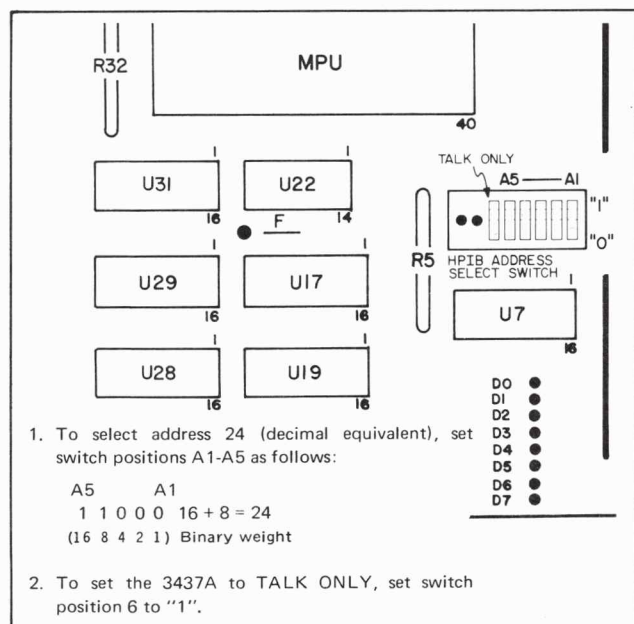 R32
MPU
40
TALK ONLY
A5 — A1
"1"
"0"
HPIB ADDRESS
SELECT SWITCH
R5
1
U31
16
1
U22
14
F
1
U29
16
1
U17
16
1
U7
16
1
U28
16
1
U19
16
D0
D1
D2
D3
D4
D5
D6
D7
1. To select address 24 (decimal equivalent), set
switch positions A1-A5 as follows:
A5 A1
1 1 0 0 0 16 + 8 = 24
(16 8 4 2 1) Binary weight
2. To set the 3437A to TALK ONLY, set switch
position 6 to "1".